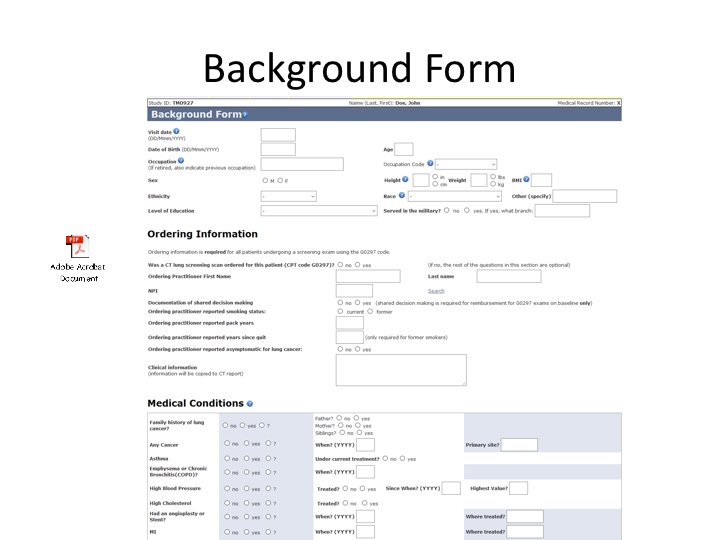 Background Form
Study ID: TM0927 Name (Last, First): Doe, John Medical Record Number: X
Background Form
Visit date
(DD/Mmm/YYYY)
Date of Birth (DD/Mmm/YYYY) Age
Occupation Occupation Code -
(If retired, also indicate previous occupation)
Sex M F Height in cm Weight lbs kg BMI
Ethnicity - Race - Other (specify)
Level of Education - Served in the military? no yes. If yes, what branch:
Adobe Acrobat
Document
Ordering Information
Ordering information is required for all patients undergoing a screening exam using the G0297 code.
Was a CT lung screening scan ordered for this patient (CPT code G0297)? no yes (if no, the rest of the questions in this section are optional)
Ordering Practitioner First Name Last name
NPI Search
Documentation of shared decision making no yes (shared decision making is required for reimbursement for G0297 exams on baseline only)
Ordering practitioner reported smoking status: current former
Ordering practitioner reported pack years
Ordering practitioner reported years since quit (only required for former smokers)
Ordering practitioner reported asymptomatic for lung cancer: no yes
Clinical information
(information will be copied to CT report)
Medical Conditions
Family history of lung cancer? no yes ? Father? no yes
Mother? no yes
Siblings? no yes
Any Cancer no yes ? When? (YYYY) Primary site?
Asthma no yes ? Under current treatment? no yes
Emphysema or Chronic Bronchitis(COPD)? no yes ? When? (YYYY)
High Blood Pressure no yes ? Treated? no yes Since When? (YYYY) Highest Value?
High Cholesterol no yes ? Treated? no yes
Had an angioplasty or Stent? no yes ? When? (YYYY) Where treated?
MI no yes ? When? (YYYY) Where treated?